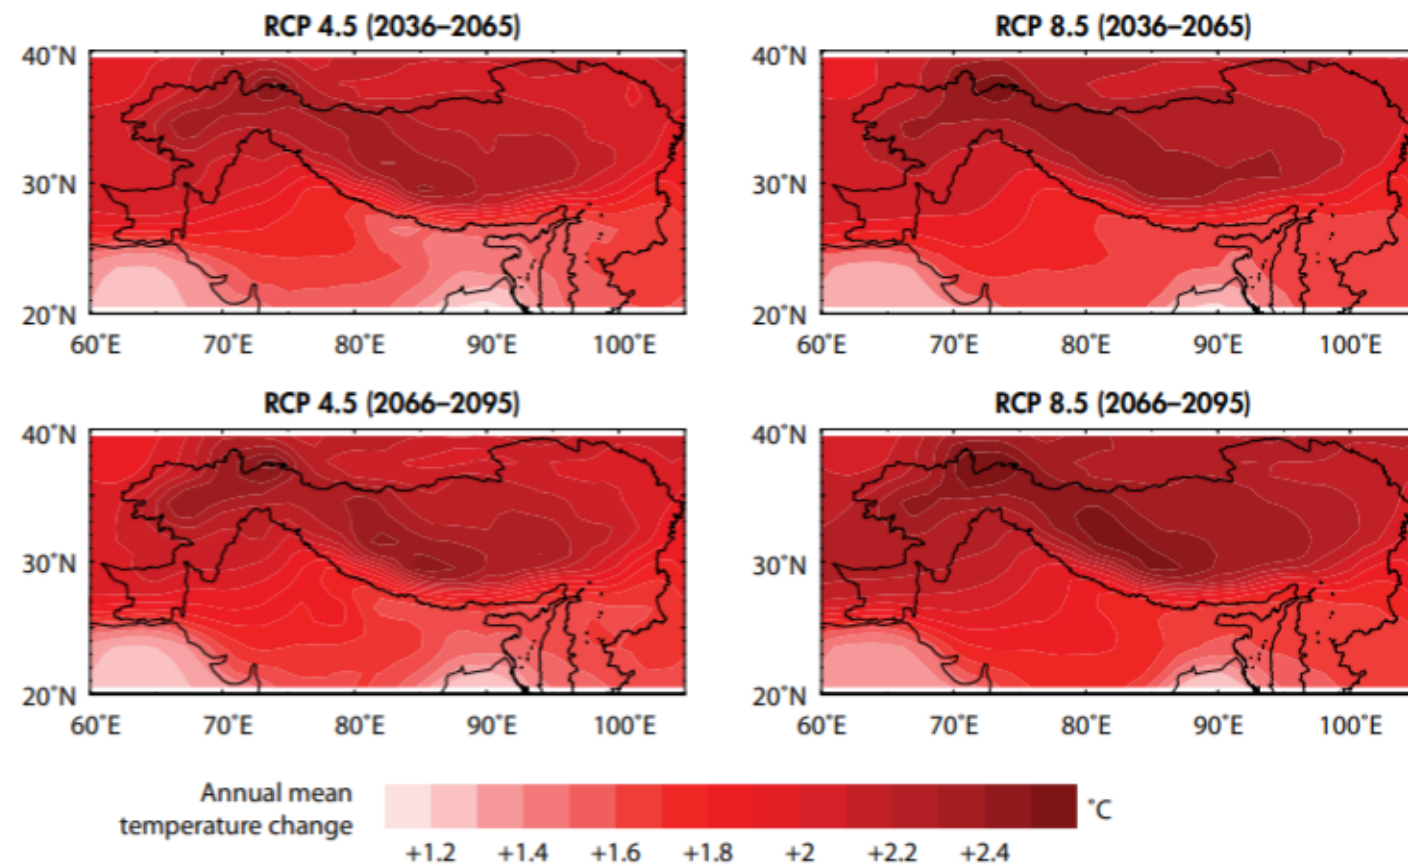 RCP 4.5 (2036–2065)
RCP 8.5 (2036–2065)
40°N
30°N
20°N
60°E 70°E 80°E 90°E 100°E
40°N
30°N
20°N
60°E 70°E 80°E 90°E 100°E
RCP 4.5 (2066–2095)
RCP 8.5 (2066–2095)
40°N
30°N
20°N
60°E 70°E 80°E 90°E 100°E
40°N
30°N
20°N
60°E 70°E 80°E 90°E 100°E
Annual mean
temperature change
°C
+1.2 +1.4 +1.6 +1.8 +2 +2.2 +2.4